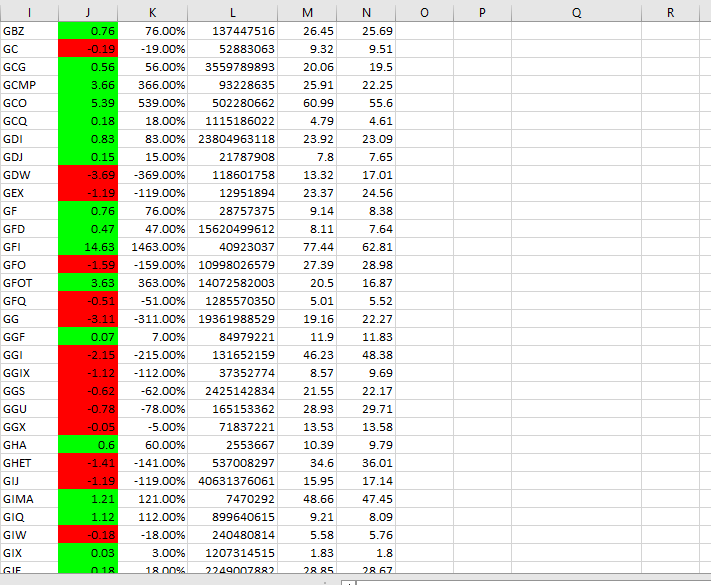 I J K L M N O P Q R
GBZ 0.76 76.00% 137447516 26.45 25.69
GC -0.19 -19.00% 52883063 9.32 9.51
GCG 0.56 56.00% 3559789893 20.06 19.5
GCMP 3.66 366.00% 93228635 25.91 22.25
GCO 5.39 539.00% 502280662 60.99 55.6
GCQ 0.18 18.00% 1115186022 4.79 4.61
GDI 0.83 83.00% 23804963118 23.92 23.09
GDJ 0.15 15.00% 21787908 7.8 7.65
GDW -3.69 -369.00% 118601758 13.32 17.01
GEX -1.19 -119.00% 12951894 23.37 24.56
GF 0.76 76.00% 28757375 9.14 8.38
GFD 0.47 47.00% 15620499612 8.11 7.64
GFI 14.63 1463.00% 40923037 77.44 62.81
GFO -1.59 -159.00% 10998026579 27.39 28.98
GFOT 3.63 363.00% 14072582003 20.5 16.87
GFQ -0.51 -51.00% 1285570350 5.01 5.52
GG -3.11 -311.00% 19361988529 19.16 22.27
GGF 0.07 7.00% 84979221 11.9 11.83
GGI -2.15 -215.00% 131652159 46.23 48.38
GGIX -1.12 -112.00% 37352774 8.57 9.69
GGS -0.62 -62.00% 2425142834 21.55 22.17
GGU -0.78 -78.00% 165153362 28.93 29.71
GGX -0.05 -5.00% 71837221 13.53 13.58
GHA 0.6 60.00% 2553667 10.39 9.79
GHET -1.41 -141.00% 537008297 34.6 36.01
GIJ -1.19 -119.00% 40631376061 15.95 17.14
GIMA 1.21 121.00% 7470292 48.66 47.45
GIQ 1.12 112.00% 899640615 9.21 8.09
GIW -0.18 -18.00% 240480814 5.58 5.76
GIX 0.03 3.00% 1207314515 1.83 1.8
0.18 18.00% 2249007882 28.85 28.67